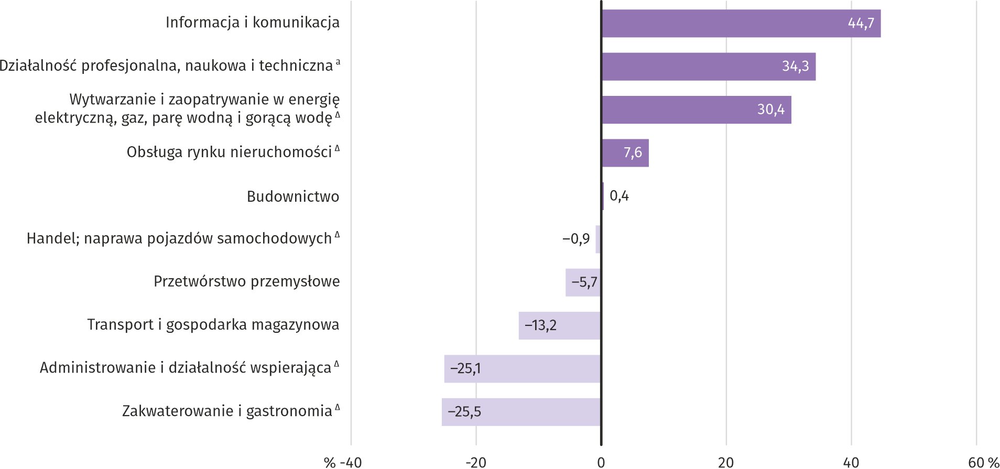 Informacja i komunikacja 44,7
Działalność profesjonalna, naukowa i techniczna a 34,3
Wytwarzanie i zaopatrywanie w energię
elektryczną, gaz, parę wodną i gorącą wodę Δ 30,4
Obsługa rynku nieruchomości Δ 7,6
Budownictwo 0,4
Handel; naprawa pojazdów samochodowych Δ –0,9
Przetwórstwo przemysłowe –5,7
Transport i gospodarka magazynowa –13,2
Administrowanie i działalność wspierająca Δ –25,1
Zakwaterowanie i gastronomia Δ –25,5
% -40 -20 0 20 40 60 %